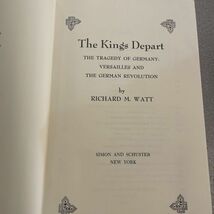 The Kings Depart
THE TRAGEDY OF GERMANY:
VERSAILLES AND
THE GERMAN REVOLUTION
by
RICHARD M. WATT
SIMON AND SCHUSTER
NEW YORK